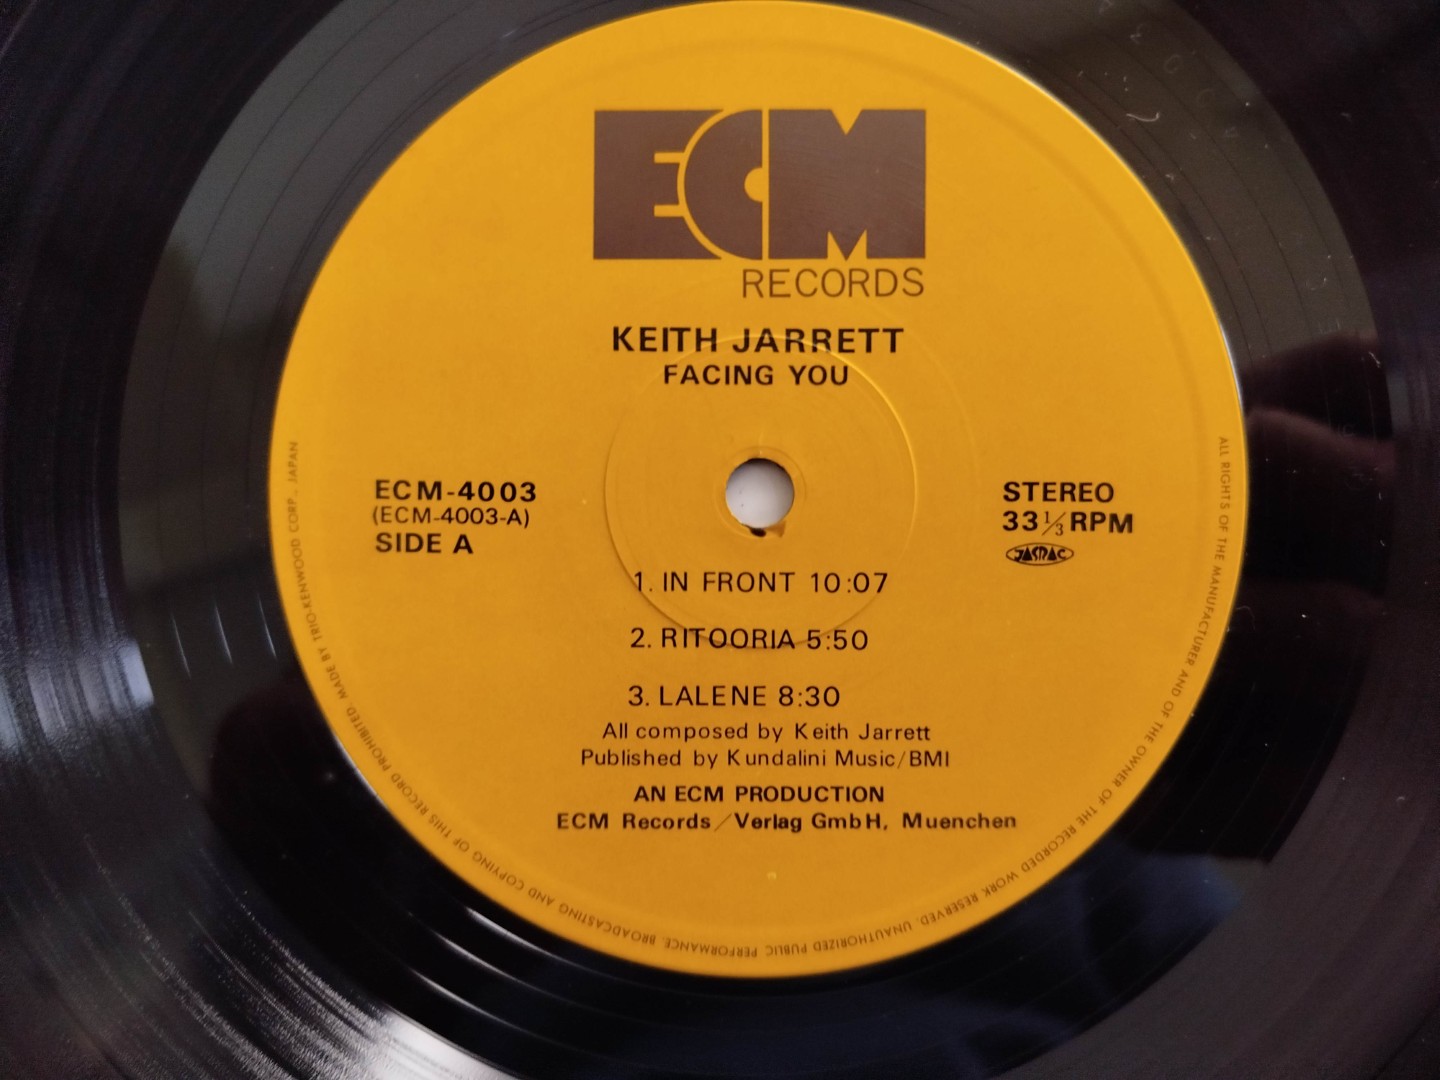 ECM
RECORDS
KEITH JARRETT
FACING YOU
ECM-4003
(ECM-4003-A)
SIDE A
STEREO
33 1/3 RPM
JASRAC
1. IN FRONT 10:07
2. RITOORIA 5:50
3. LALENE 8:30
All composed by Keith Jarrett
Published by Kundalini Music/BMI
AN ECM PRODUCTION
ECM Records/Verlag GmbH, Muenchen
ALL RIGHTS OF THE MANUFACTURER AND OF THE OWNER OF THE RECORDED WORK RESERVED. UNAUTHORIZED PUBLIC PERFORMANCE. BROADCASTING AND COPYING OF THIS RECORD PROHIBITED. MADE BY TRIO-KENWOOD CORP., JAPAN